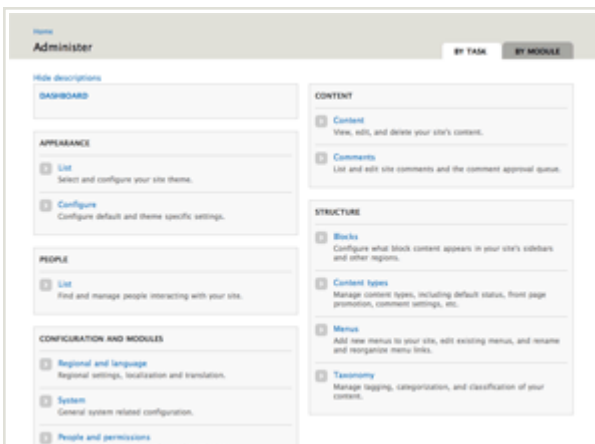 Home
Administer
BY TASK
BY MODULE
Hide descriptions
DASHBOARD
APPEARANCE
List
Select and configure your site theme.
Configure
Configure default and theme specific settings.
PEOPLE
List
Find and manage people interacting with your site.
CONFIGURATION AND MODULES
Regional and language
Regional settings, localization and translation.
System
General system related configuration.
People and permissions
CONTENT
Content
View, edit, and delete your site's content.
Comments
List and edit site comments and the comment approval queue.
STRUCTURE
Blocks
Configure what block content appears in your site's sidebars
and other regions.
Content types
Manage content types, including default status, front page
promotion, comment settings, etc.
Menus
Add new menus to your site, edit existing menus, and rename
and reorganize menu links.
Taxonomy
Manage tagging, categorization, and classification of your
content.